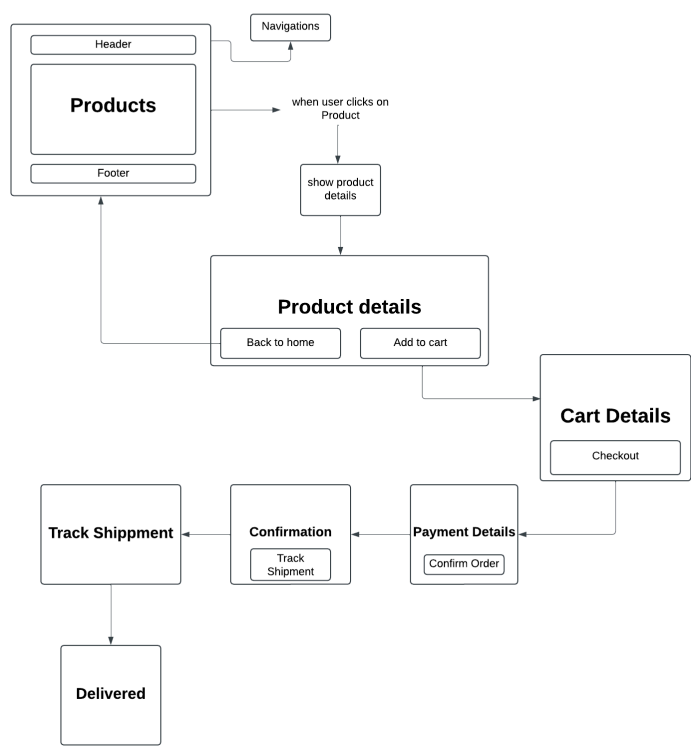 Navigations
Header
Products
Footer
when user clicks on
Product
show product
details
Product details
Back to home
Add to cart
Cart Details
Checkout
Track Shippment
Confirmation
Track
Shipment
Payment Details
Confirm Order
Delivered